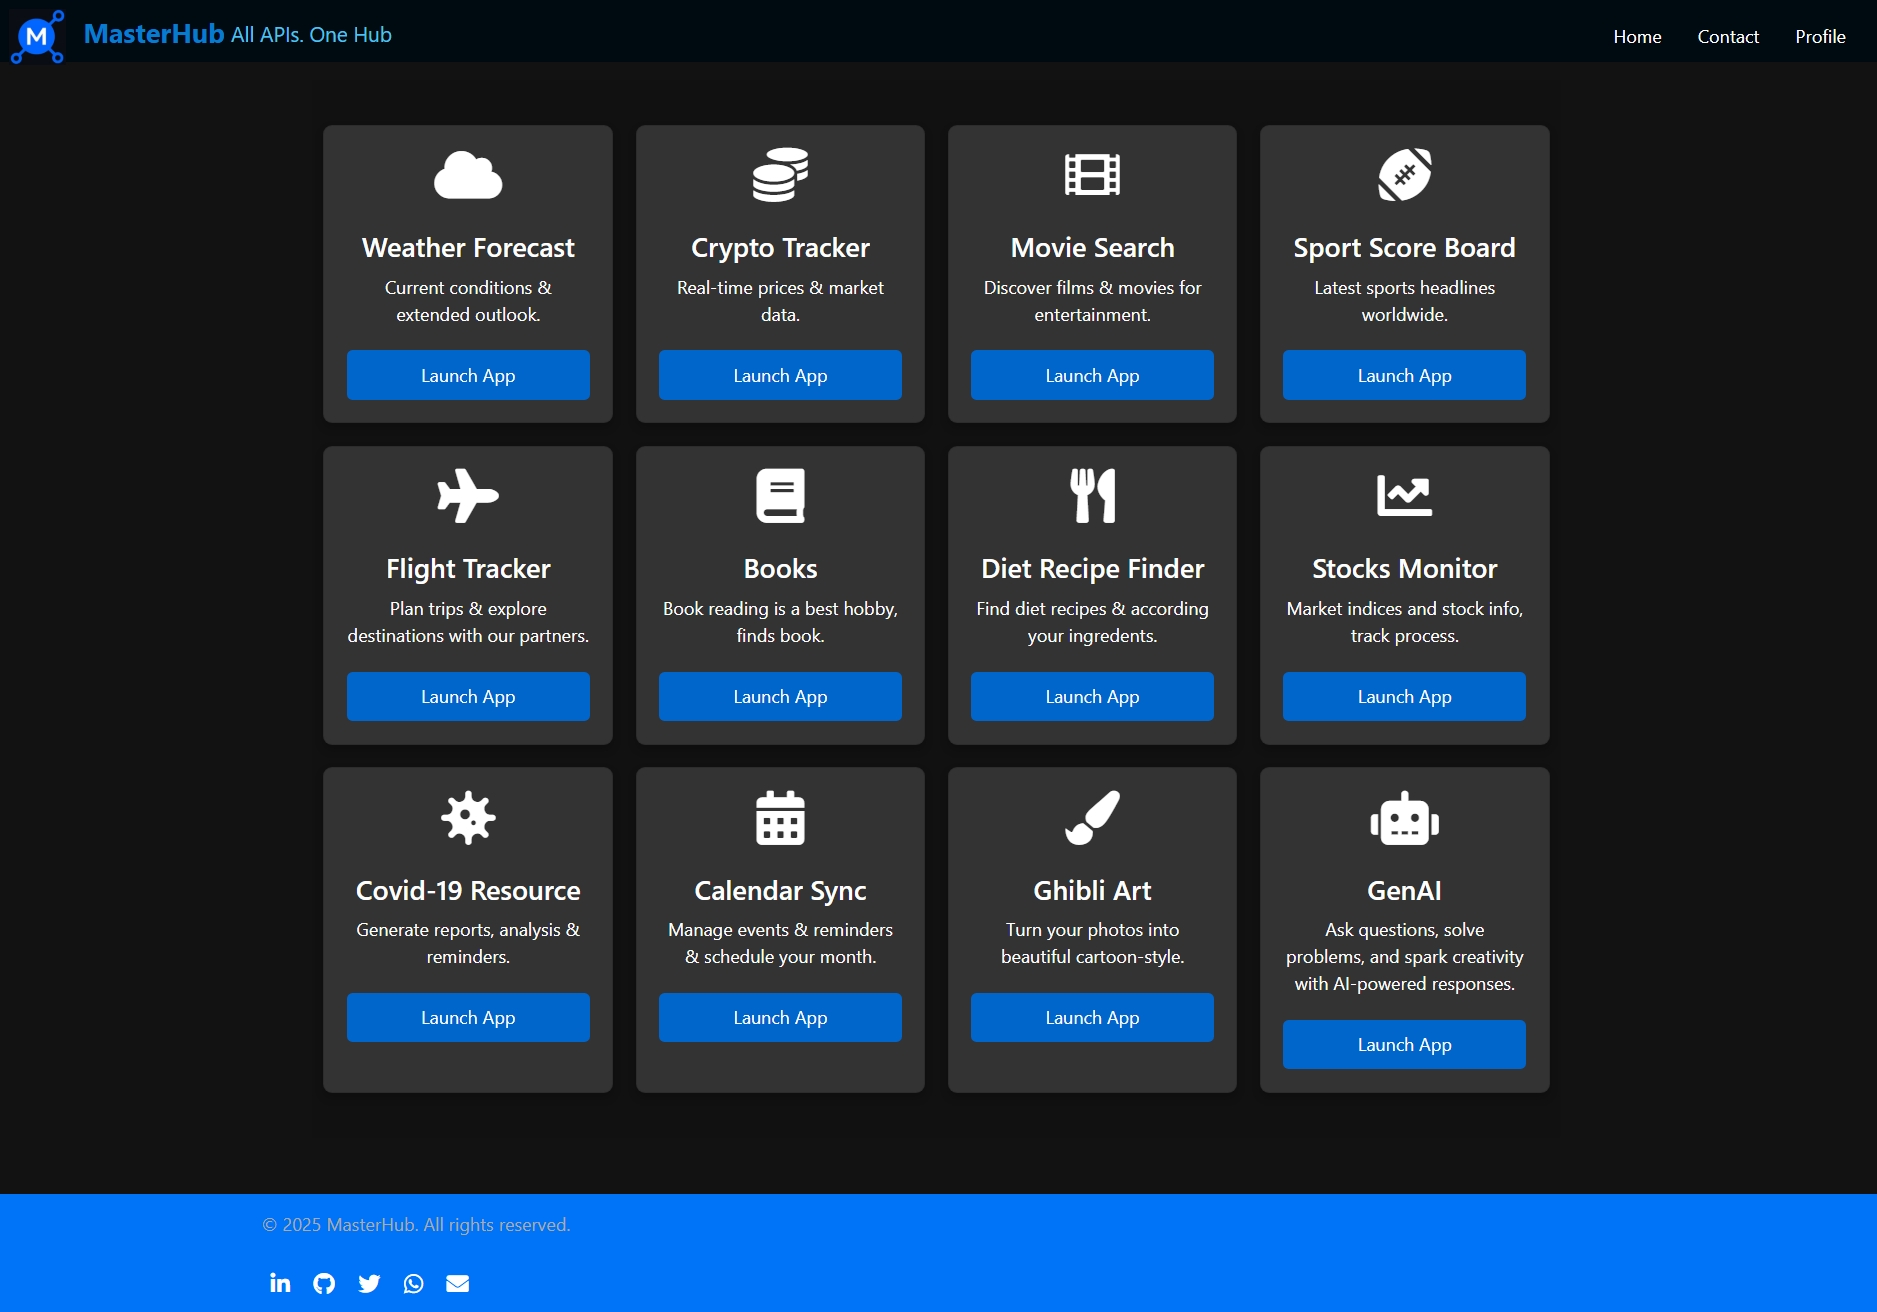 M
MasterHub All APIs. One Hub
Home Contact Profile
Weather Forecast
Current conditions &
extended outlook.
Launch App
Crypto Tracker
Real-time prices & market
data.
Launch App
Movie Search
Discover films & movies for
entertainment.
Launch App
Sport Score Board
Latest sports headlines
worldwide.
Launch App
Flight Tracker
Plan trips & explore
destinations with our partners.
Launch App
Books
Book reading is a best hobby,
finds book.
Launch App
Diet Recipe Finder
Find diet recipes & according
your ingredents.
Launch App
Stocks Monitor
Market indices and stock info,
track process.
Launch App
Covid-19 Resource
Generate reports, analysis &
reminders.
Launch App
Calendar Sync
Manage events & reminders
& schedule your month.
Launch App
Ghibli Art
Turn your photos into
beautiful cartoon-style.
Launch App
GenAI
Ask questions, solve
problems, and spark creativity
with AI-powered responses.
Launch App
© 2025 MasterHub. All rights reserved.
in